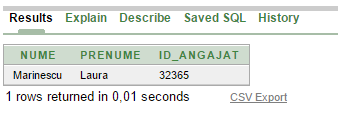 Results Explain Describe Saved SQL History
NUME PRENUME ID_ANGAJAT
Marinescu Laura 32365
1 rows returned in 0,01 seconds CSV Export